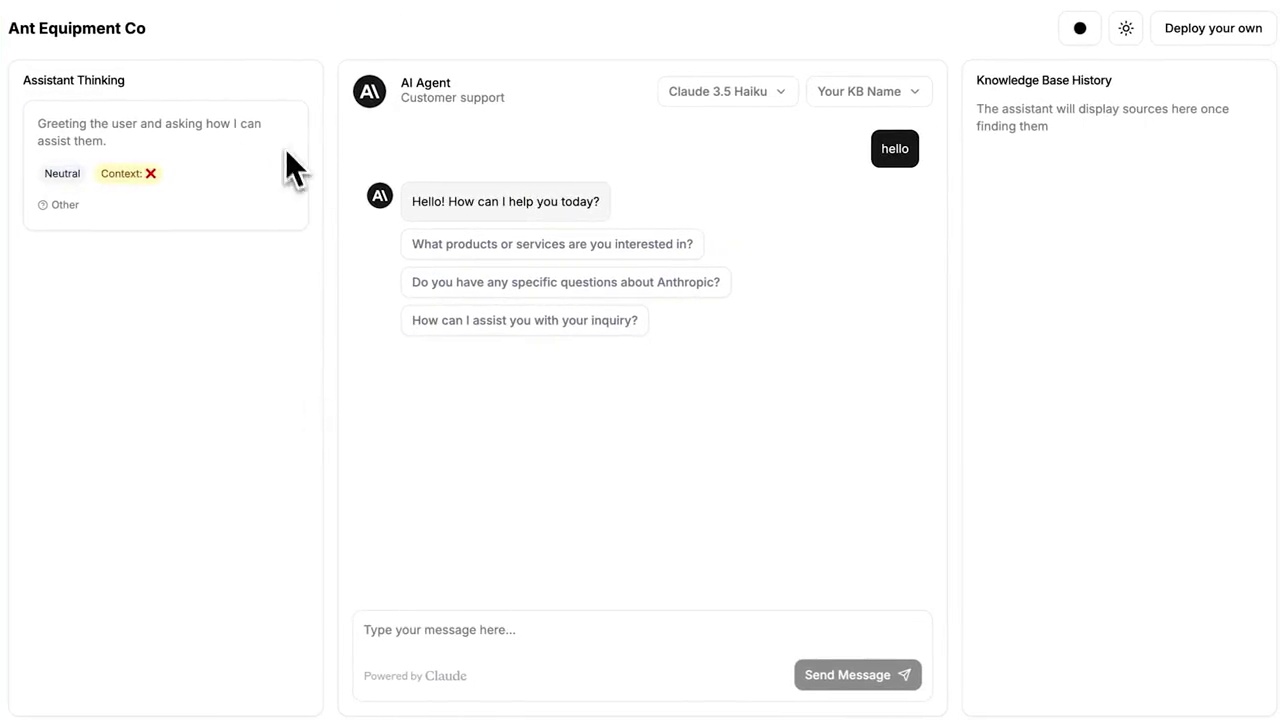 Ant Equipment Co
Deploy your own
Assistant Thinking
Greeting the user and asking how I can
assist them.
Neutral
Context: ❌
Other
AI Agent
Customer support
Claude 3.5 Haiku
Your KB Name
hello
Hello! How can I help you today?
What products or services are you interested in?
Do you have any specific questions about Anthropic?
How can I assist you with your inquiry?
Type your message here...
Powered by Claude
Send Message
Knowledge Base History
The assistant will display sources here once
finding them